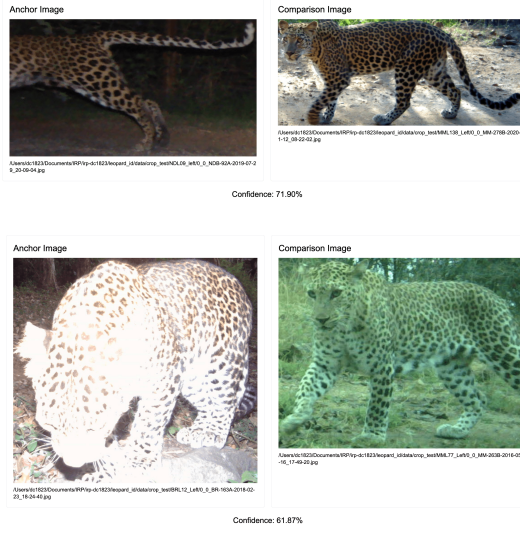 Anchor Image
Comparison Image
/Users/dc1823/Documents/IRP/irp-dc1823/leopard_id/data/crop_test/NDL09_left/0_0_NDB-92A-2019-07-2
9_20-09-04.jpg
/Users/dc1823/Documents/IRP/irp-dc1823/leopard_id/data/crop_test/MML138_Left/0_0_MM-278B-2020-
1-12_08-22-02.jpg
Confidence: 71.90%
Anchor Image
Comparison Image
/Users/dc1823/Documents/IRP/irp-dc1823/leopard_id/data/crop_test/BRL12_Left/0_0_BR-163A-2018-02-
23_18-24-40.jpg
/Users/dc1823/Documents/IRP/irp-dc1823/leopard_id/data/crop_test/MML77_Left/0_0_MM-263B-2016-05
-16_17-49-20.jpg
Confidence: 61.87%